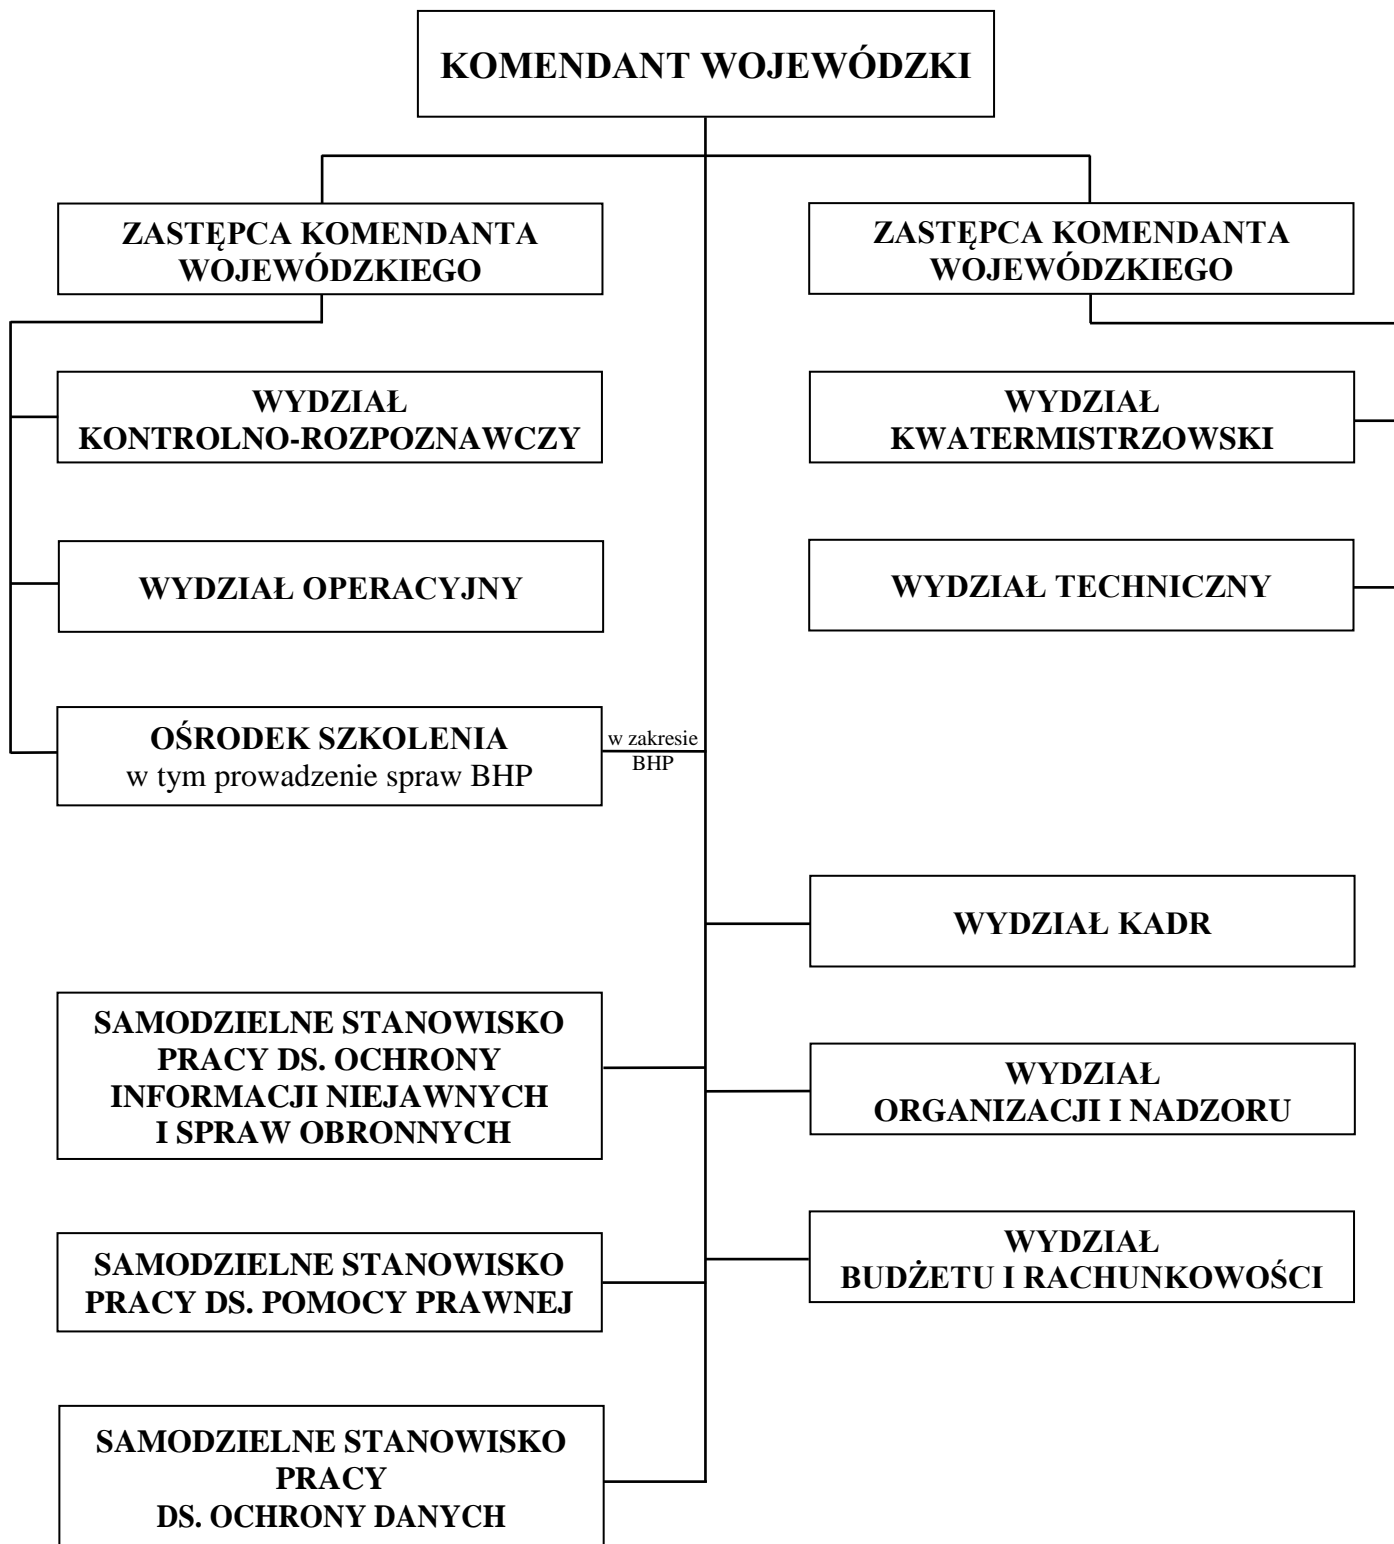 KOMENDANT WOJEWÓDZKI
ZASTĘPCA KOMENDANTA
WOJEWÓDZKIEGO
ZASTĘPCA KOMENDANTA
WOJEWÓDZKIEGO
WYDZIAŁ
KONTROLNO-ROZPOZNAWCZY
WYDZIAŁ
KWATERMISTRZOWSKI
WYDZIAŁ OPERACYJNY
WYDZIAŁ TECHNICZNY
OŚRODEK SZKOLENIA
w tym prowadzenie spraw BHP
w zakresie
BHP
WYDZIAŁ KADR
SAMODZIELNE STANOWISKO
PRACY DS. OCHRONY
INFORMACJI NIEJAWNYCH
I SPRAW OBRONNYCH
WYDZIAŁ
ORGANIZACJI I NADZORU
SAMODZIELNE STANOWISKO
PRACY DS. POMOCY PRAWNEJ
WYDZIAŁ
BUDŻETU I RACHUNKOWOŚCI
SAMODZIELNE STANOWISKO
PRACY
DS. OCHRONY DANYCH